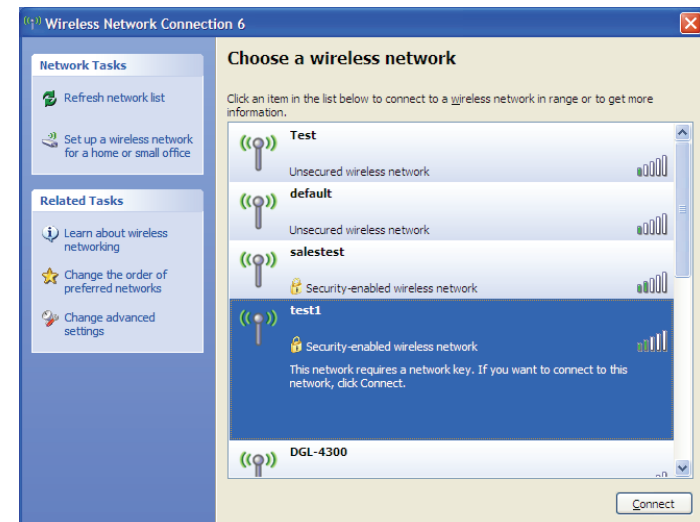 Wireless Network Connection 6
Network Tasks
Refresh network list
Set up a wireless network
for a home or small office
Related Tasks
Learn about wireless
networking
Change the order of
preferred networks
Change advanced
settings
Choose a wireless network
Click an item in the list below to connect to a wireless network in range or to get more
information.
Test
Unsecured wireless network
default
Unsecured wireless network
salestest
Security-enabled wireless network
test1
Security-enabled wireless network
This network requires a network key. If you want to connect to this
network, click Connect.
DGL-4300
Connect